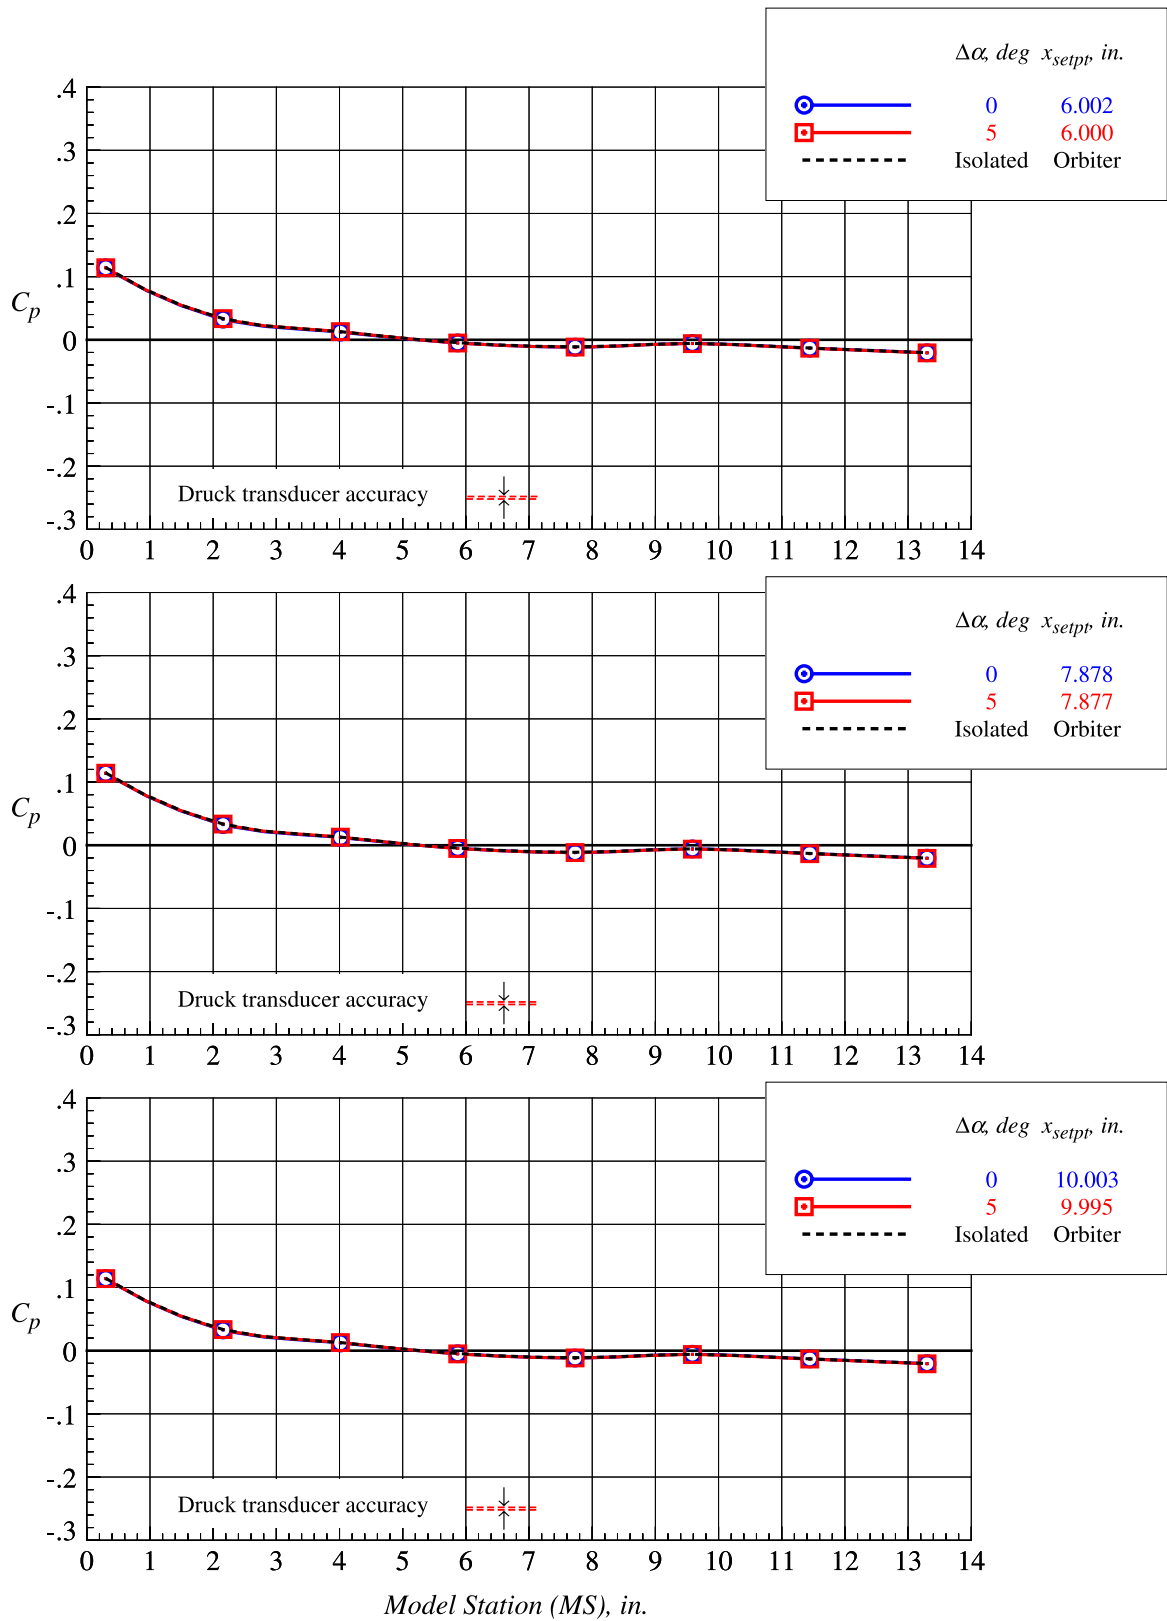 Δα, deg x_setpt, in.
0 6.002
5 6.000
Isolated Orbiter
.4
.3
.2
.1
C_p
0
-.1
-.2
Druck transducer accuracy
-.3
0 1 2 3 4 5 6 7 8 9 10 11 12 13 14
Δα, deg x_setpt, in.
0 7.878
5 7.877
Isolated Orbiter
.4
.3
.2
.1
C_p
0
-.1
-.2
Druck transducer accuracy
-.3
0 1 2 3 4 5 6 7 8 9 10 11 12 13 14
Δα, deg x_setpt, in.
0 10.003
5 9.995
Isolated Orbiter
.4
.3
.2
.1
C_p
0
-.1
-.2
Druck transducer accuracy
-.3
0 1 2 3 4 5 6 7 8 9 10 11 12 13 14
Model Station (MS), in.